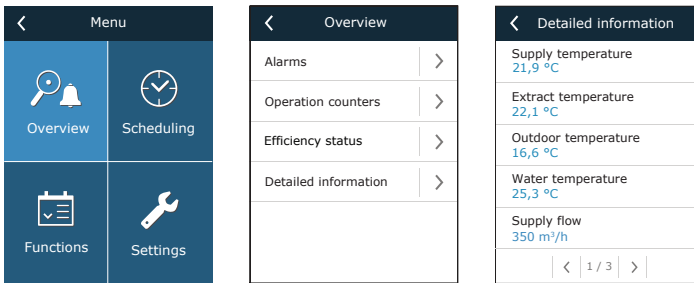 Menu
Overview
Scheduling
Functions
Settings
Overview
Alarms
Operation counters
Efficiency status
Detailed information
Detailed information
Supply temperature
21,9 °C
Extract temperature
22,1 °C
Outdoor temperature
16,6 °C
Water temperature
25,3 °C
Supply flow
350 m³/h
1 / 3